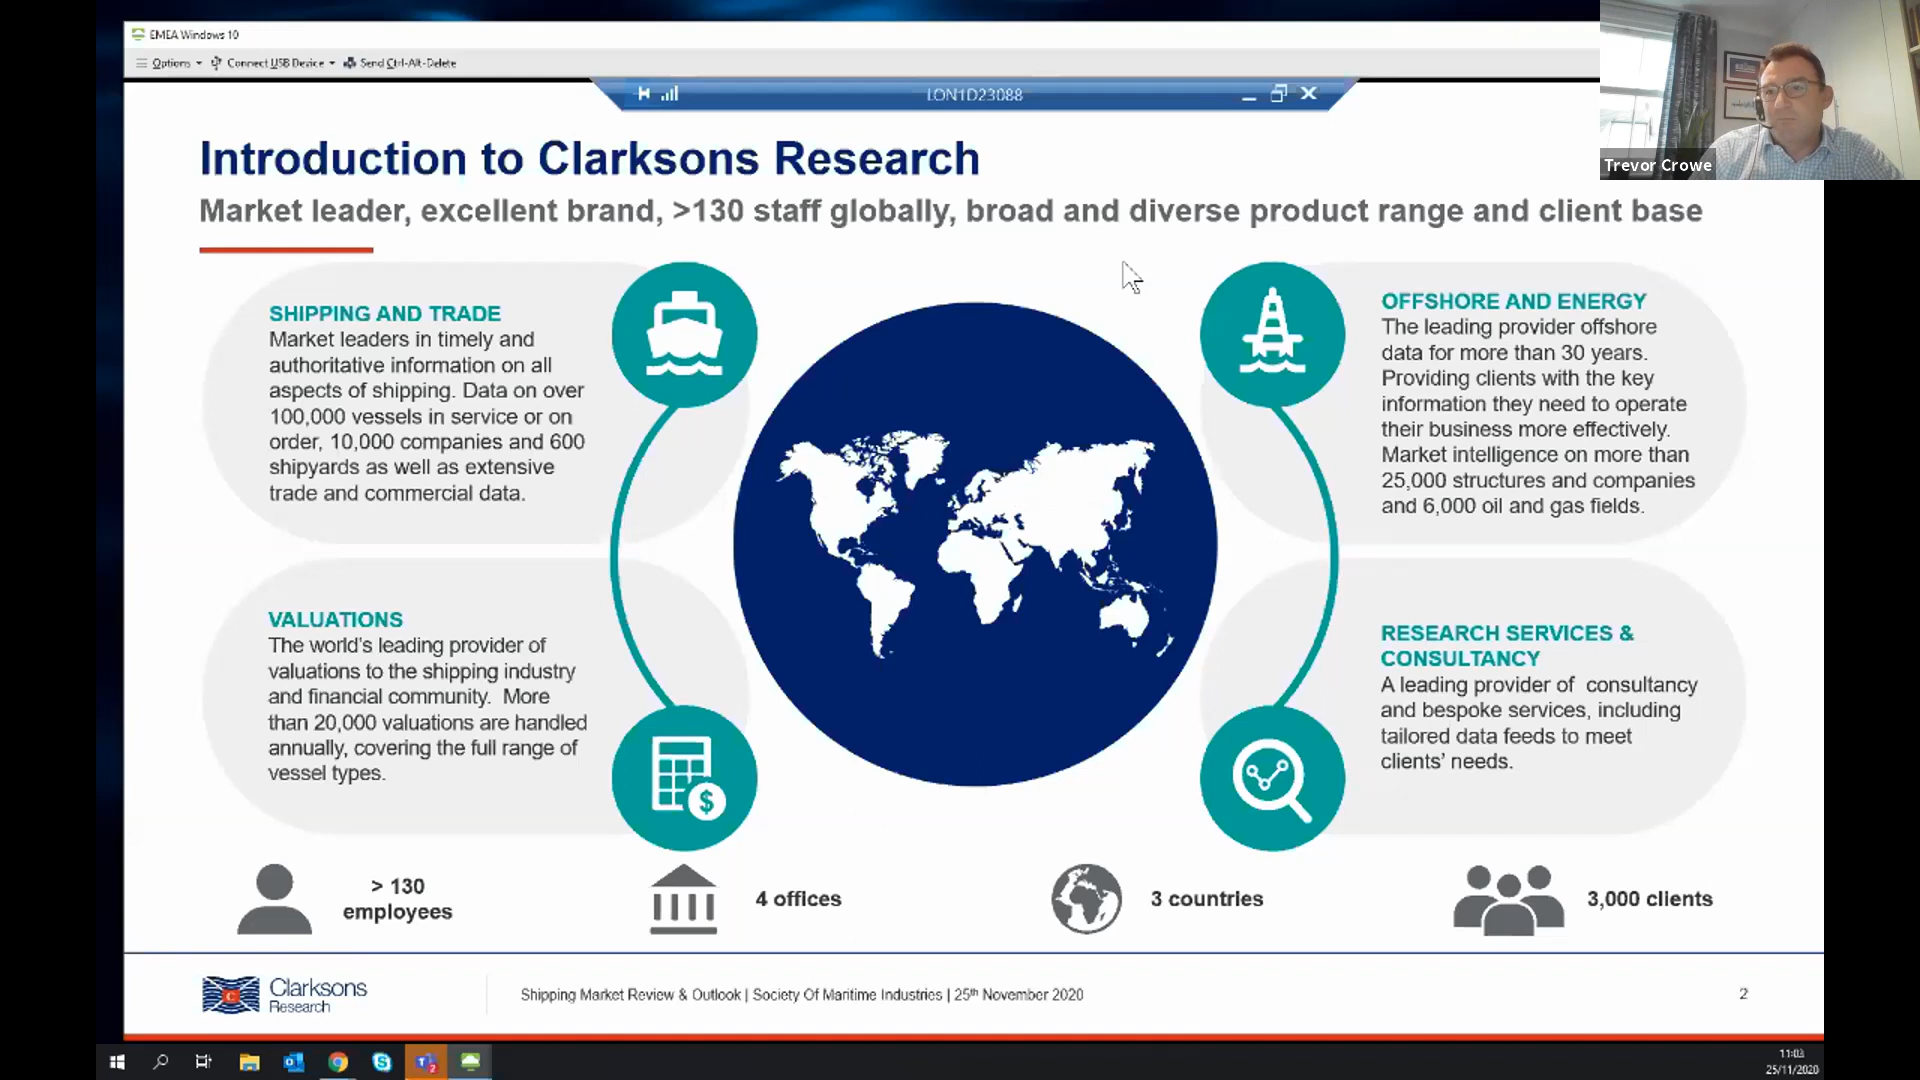 EMEA Windows 10
Options
Connect USB Device
Send Ctrl-Alt-Delete
LON1D23088
Trevor Crowe
Introduction to Clarksons Research
Market leader, excellent brand, >130 staff globally, broad and diverse product range and client base
SHIPPING AND TRADE
Market leaders in timely and
authoritative information on all
aspects of shipping. Data on over
100,000 vessels in service or on
order, 10,000 companies and 600
shipyards as well as extensive
trade and commercial data.
OFFSHORE AND ENERGY
The leading provider offshore
data for more than 30 years.
Providing clients with the key
information they need to operate
their business more effectively.
Market intelligence on more than
25,000 structures and companies
and 6,000 oil and gas fields.
VALUATIONS
The world's leading provider of
valuations to the shipping industry
and financial community. More
than 20,000 valuations are handled
annually, covering the full range of
vessel types.
$
RESEARCH SERVICES &
CONSULTANCY
A leading provider of consultancy
and bespoke services, including
tailored data feeds to meet
clients' needs.
> 130
employees
4 offices
3 countries
3,000 clients
C
Clarksons
Research
Shipping Market Review & Outlook | Society Of Maritime Industries | 25th November 2020
2
11:03
25/11/2020